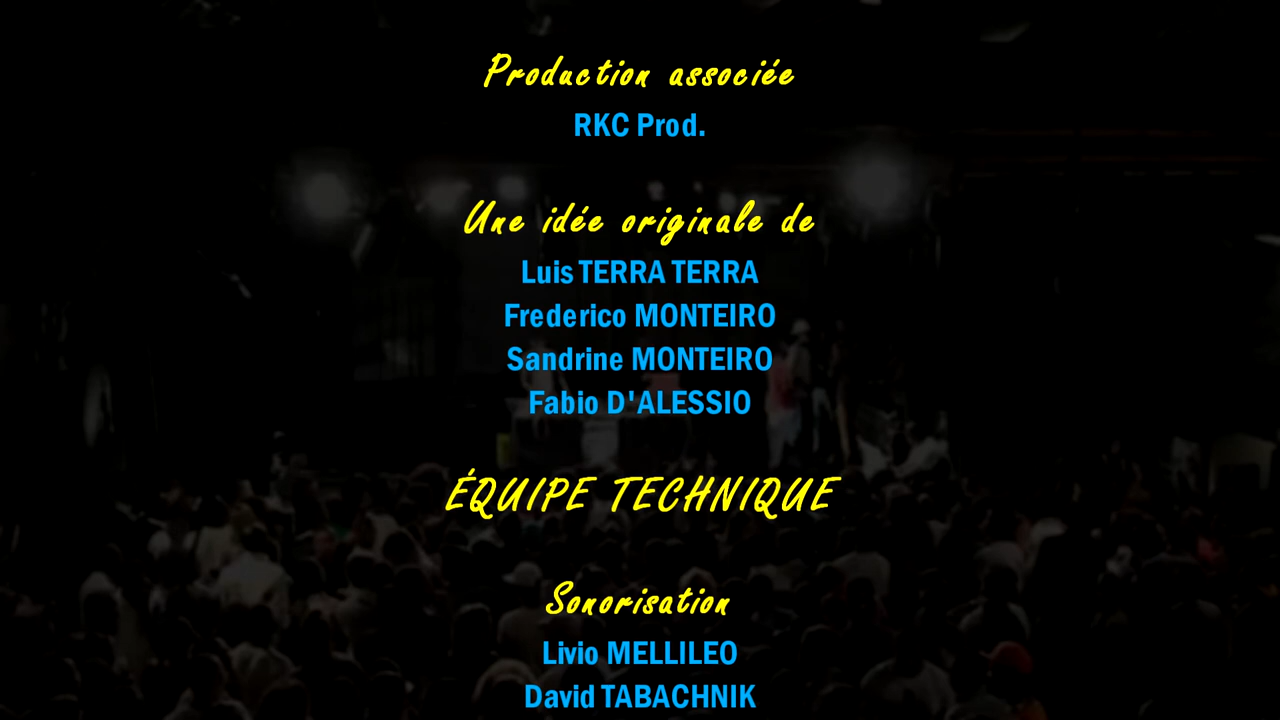 Production associée
RKC Prod.
Une idée originale de
Luis TERRA TERRA
Frederico MONTEIRO
Sandrine MONTEIRO
Fabio D'ALESSIO
ÉQUIPE TECHNIQUE
Sonorisation
Livio MELLILEO
David TABACHNIK